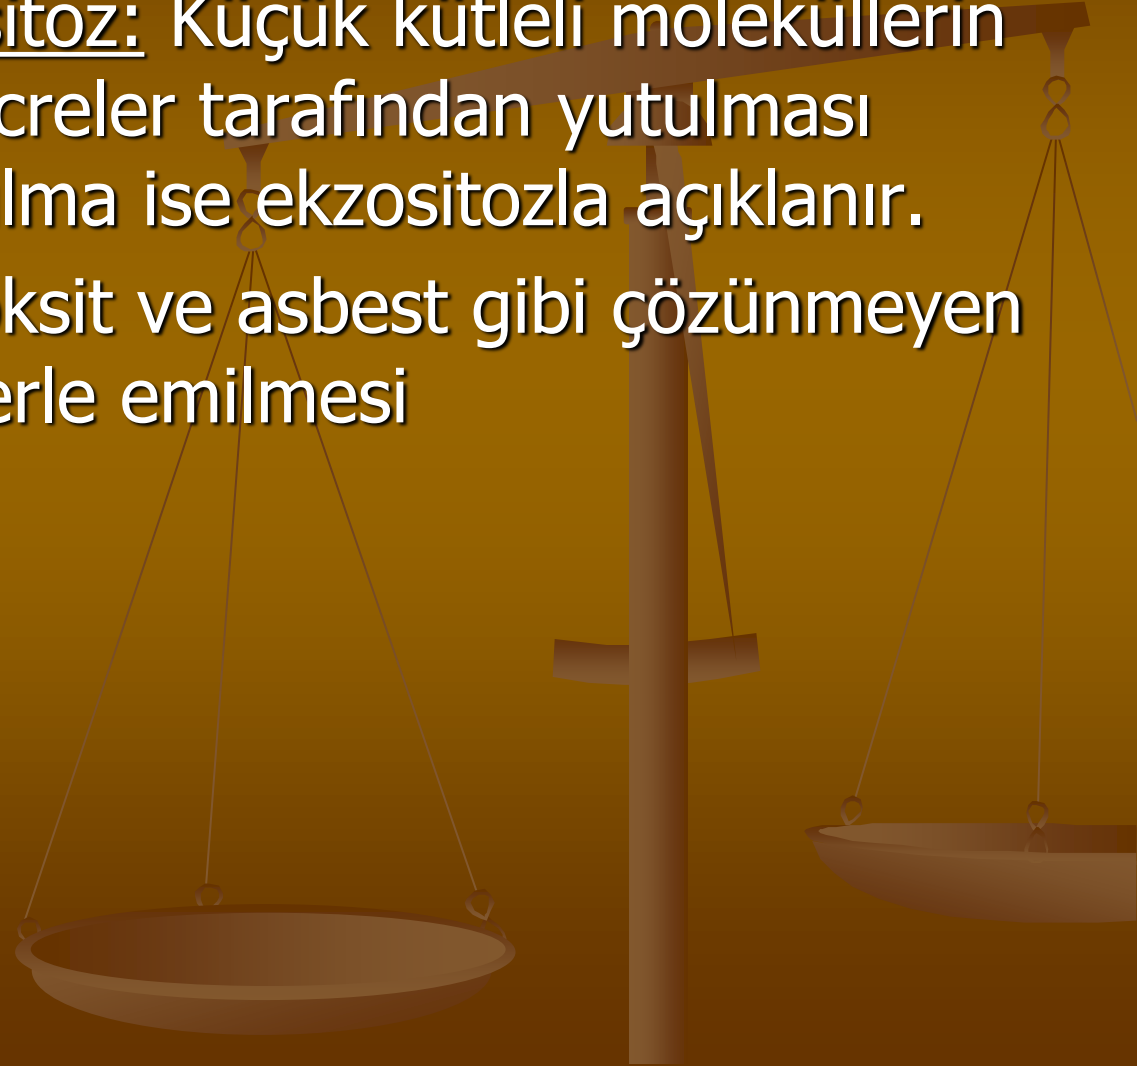 sitoz: Küçük kütleli moleküllerin
creler tarafından yutulması
lma ise ekzositozla açıklanır.
ksit ve asbest gibi çözünmeyen
erle emilmesi